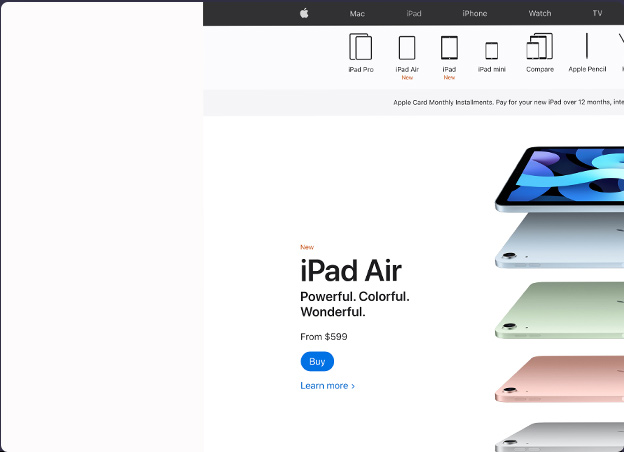 Mac iPad iPhone Watch TV
iPad Pro iPad Air iPad iPad mini Compare Apple Pencil
New New
Apple Card Monthly Installments. Pay for your new iPad over 12 months,
New
iPad Air
Powerful. Colorful.
Wonderful.
From $599
Buy
Learn more ›